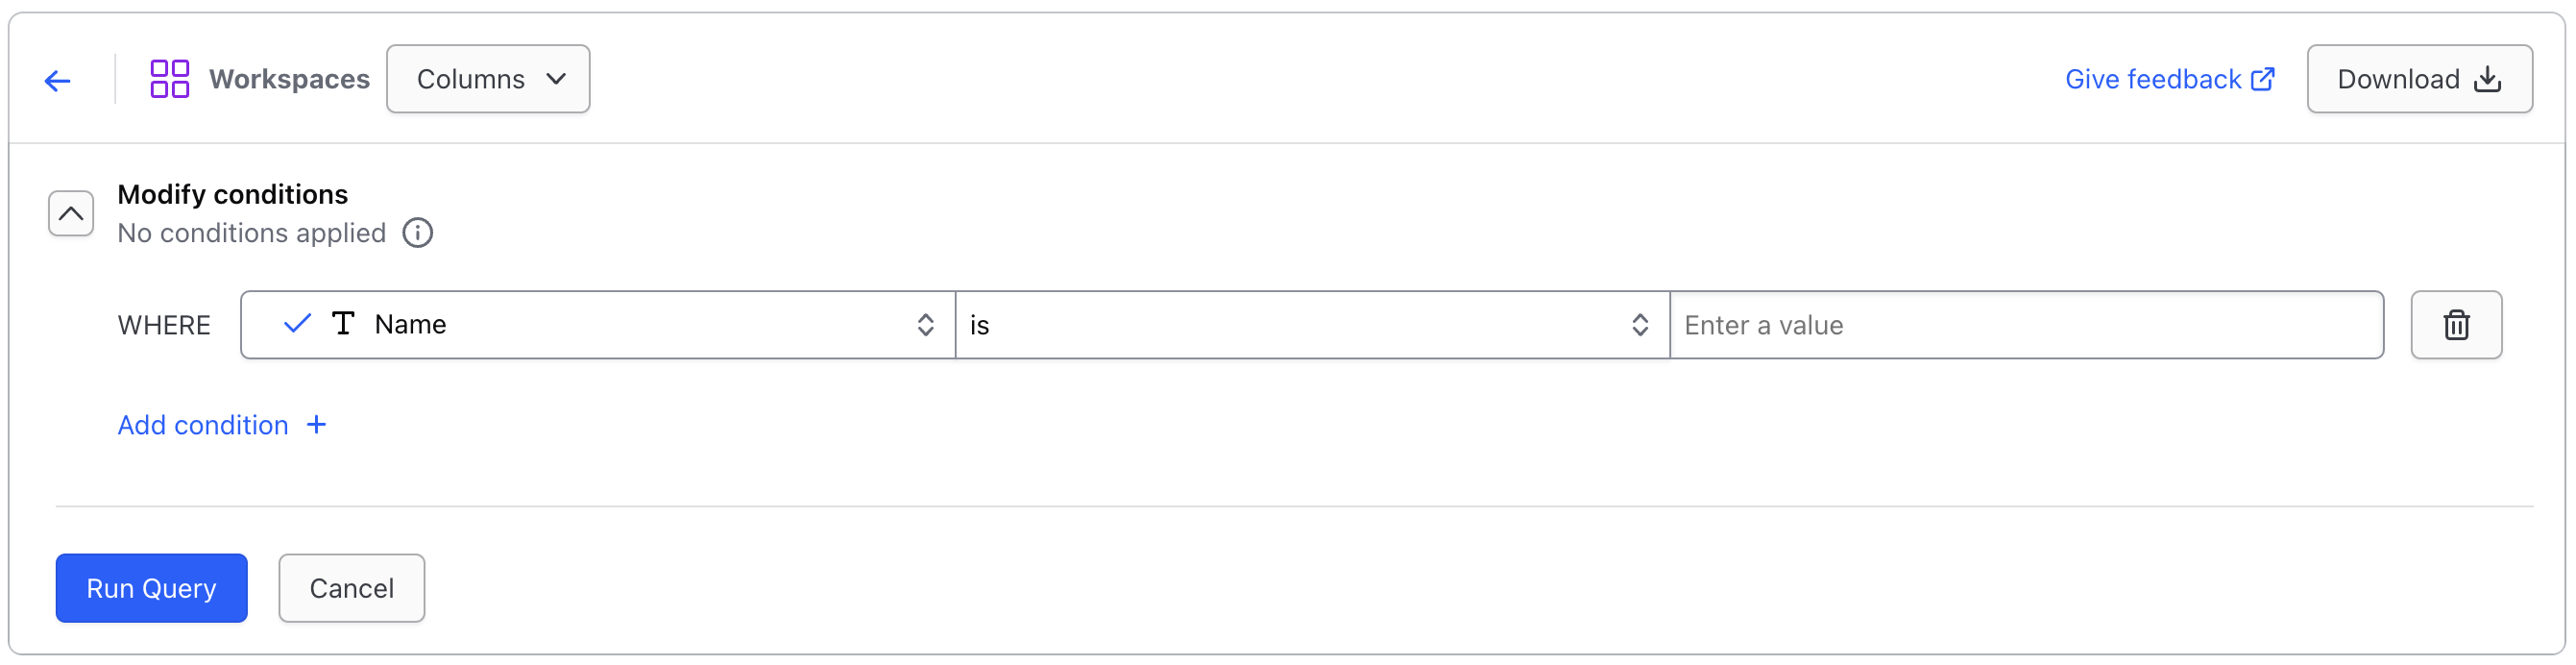 Workspaces Columns Give feedback Download
Modify conditions
No conditions applied
WHERE Name is Enter a value
Add condition +
Run Query Cancel